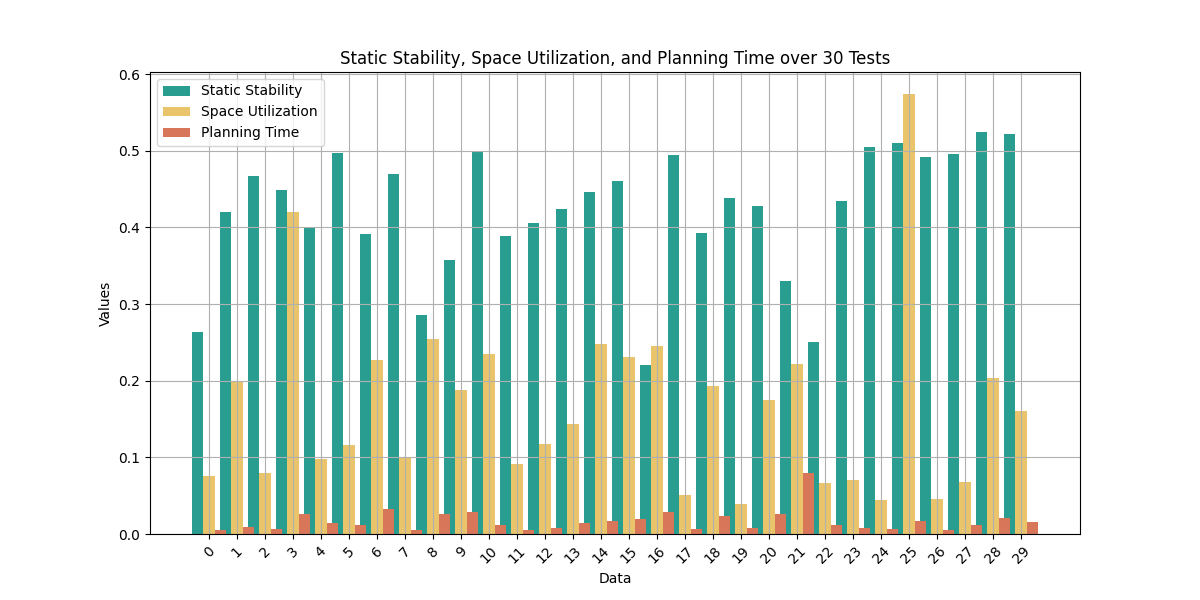 Static Stability, Space Utilization, and Planning Time over 30 Tests
Static Stability
Space Utilization
Planning Time
0.6
0.5
0.4
0.3
0.2
0.1
0.0
Values
0 1 2 3 4 5 6 7 8 9 10 11 12 13 14 15 16 17 18 19 20 21 22 23 24 25 26 27 28 29
Data